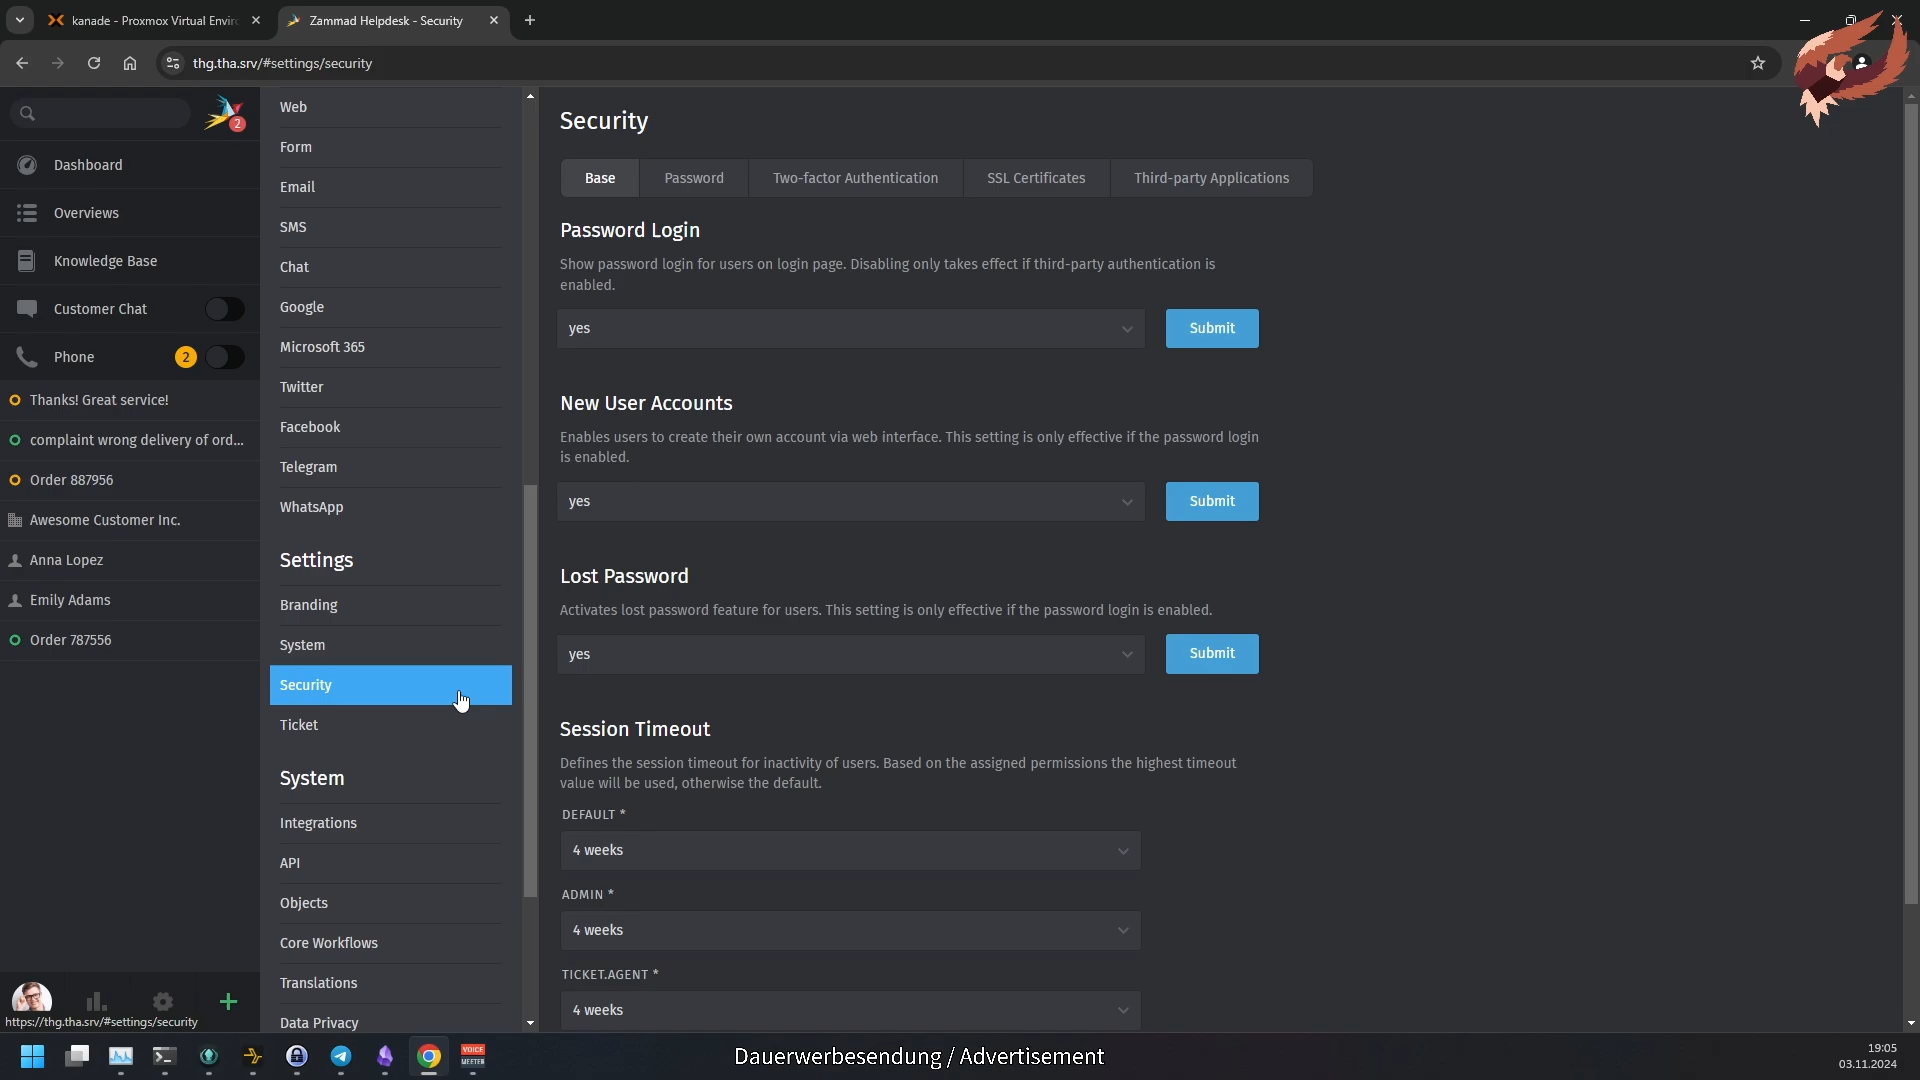 kanade - Proxmox Virtual Enviro
Zammad Helpdesk - Security
thg.tha.srv/#settings/security
2
Dashboard
Overviews
Knowledge Base
Customer Chat
Phone
2
Thanks! Great service!
complaint wrong delivery of ord...
Order 887956
Awesome Customer Inc.
Anna Lopez
Emily Adams
Order 787556
https://thg.tha.srv/#settings/security
Web
Form
Email
SMS
Chat
Google
Microsoft 365
Twitter
Facebook
Telegram
WhatsApp
Settings
Branding
System
Security
Ticket
System
Integrations
API
Objects
Core Workflows
Translations
Data Privacy
Security
Base
Password
Two-factor Authentication
SSL Certificates
Third-party Applications
Password Login
Show password login for users on login page. Disabling only takes effect if third-party authentication is
enabled.
yes
Submit
New User Accounts
Enables users to create their own account via web interface. This setting is only effective if the password login
is enabled.
yes
Submit
Lost Password
Activates lost password feature for users. This setting is only effective if the password login is enabled.
yes
Submit
Session Timeout
Defines the session timeout for inactivity of users. Based on the assigned permissions the highest timeout
value will be used, otherwise the default.
DEFAULT *
4 weeks
ADMIN *
4 weeks
TICKET.AGENT *
4 weeks
VOICE
MEETER
Dauerwerbesendung / Advertisement
19:05
03.11.2024